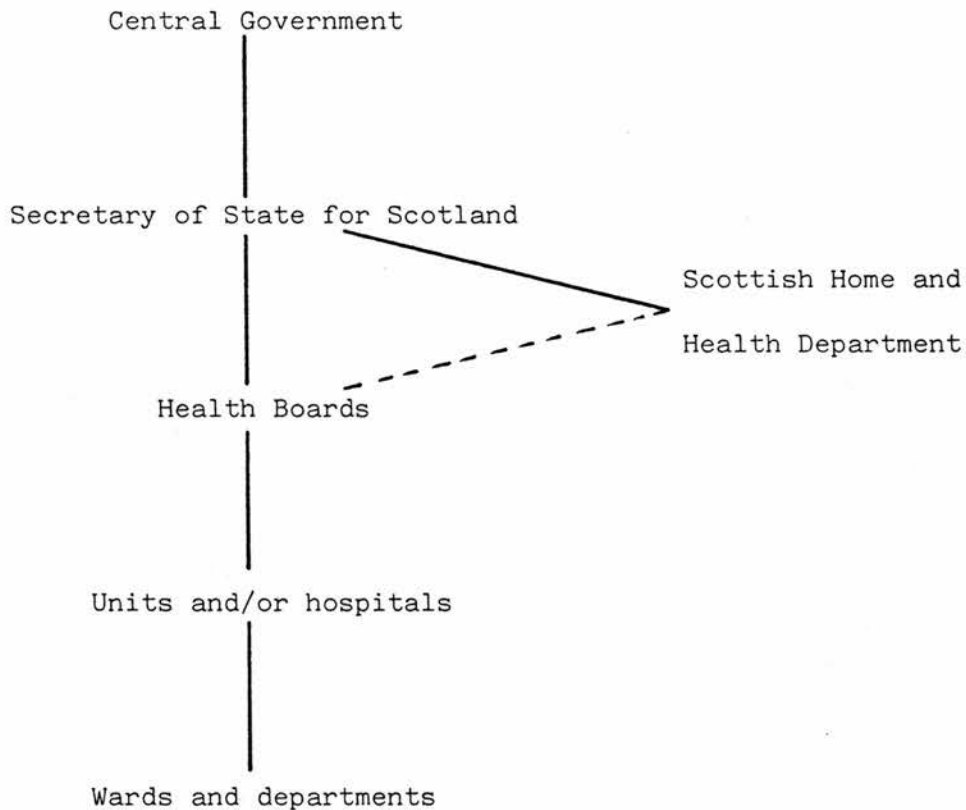 Central Government
Secretary of State for Scotland
Scottish Home and
Health Department
Health Boards
Units and/or hospitals
Wards and departments